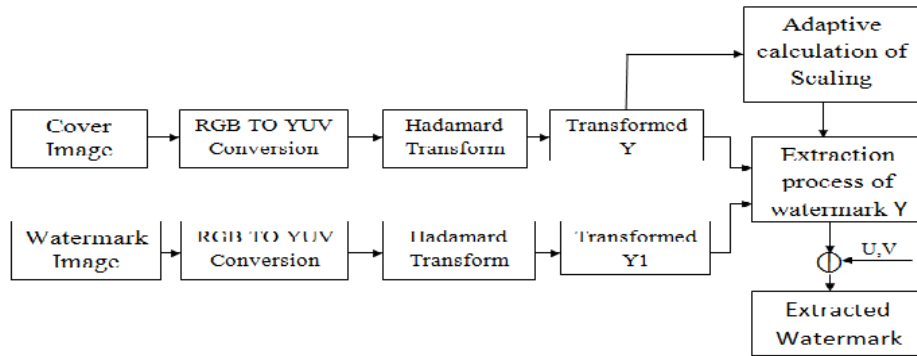 Adaptive
calculation of
Scaling
Cover
Image
RGB TO YUV
Conversion
Hadamard
Transform
Transformed
Y
Extraction
process of
watermark Y
Watermark
Image
RGB TO YUV
Conversion
Hadamard
Transform
Transformed
Y1
U,V
Extracted
Watermark